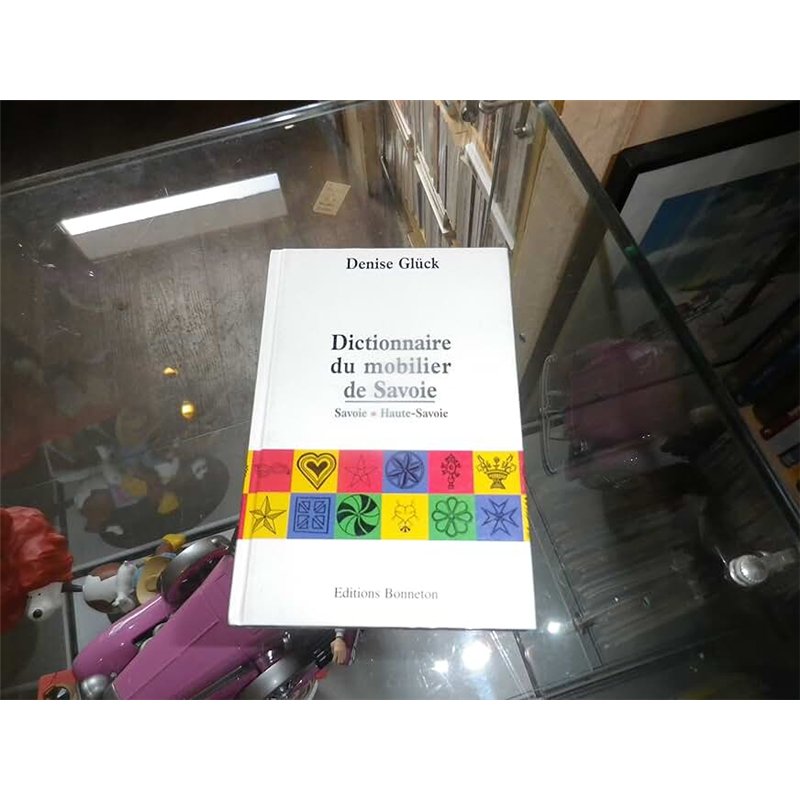 Denise Glück
Dictionnaire
du mobilier
de Savoie
Savoie • Haute-Savoie
Editions Bonneton